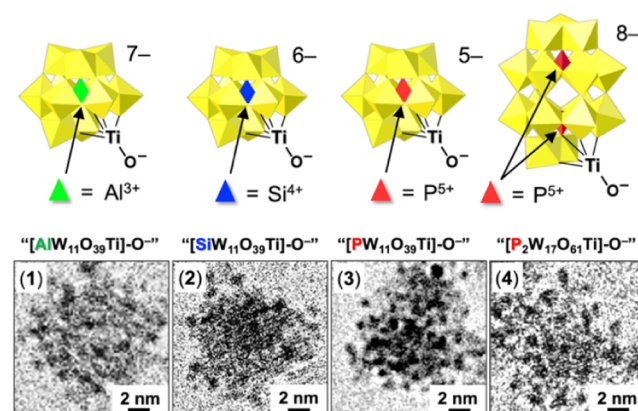 7– 6– 5– 8–
Ti Ti Ti Ti
O⁻ O⁻ O⁻ O⁻
= Al³⁺ = Si⁴⁺ = P⁵⁺ = P⁵⁺
“[AlW₁₁O₃₉Ti]-O⁻” “[SiW₁₁O₃₉Ti]-O⁻” “[PW₁₁O₃₉Ti]-O⁻” “[P₂W₁₇O₆₁Ti]-O⁻”
(1) (2) (3) (4)
2 nm 2 nm 2 nm 2 nm